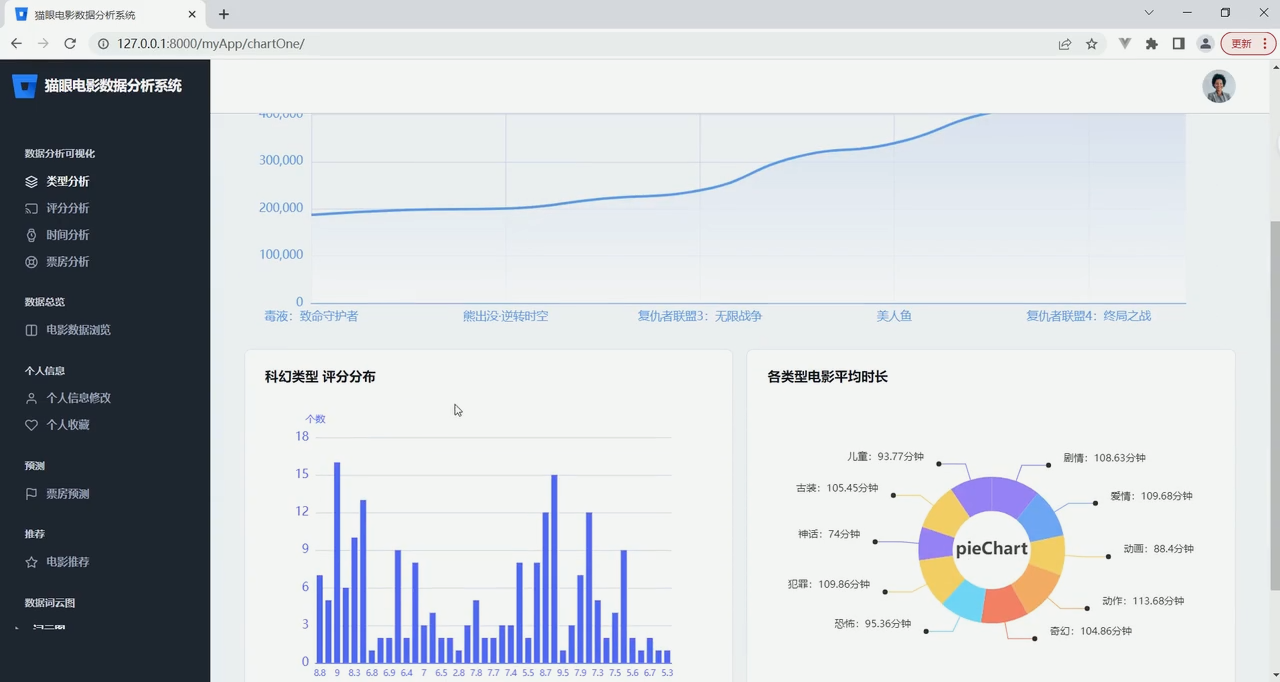 猫眼电影数据分析系统
127.0.0.1:8000/myApp/chartOne/
更新
猫眼电影数据分析系统
数据分析可视化
类型分析
评分分析
时间分析
票房分析
数据总览
电影数据浏览
个人信息
个人信息修改
个人收藏
预测
票房预测
推荐
电影推荐
数据词云图
词云图
400,000
300,000
200,000
100,000
0
毒液：致命守护者 熊出没·逆转时空 复仇者联盟3：无限战争 美人鱼 复仇者联盟4：终局之战
科幻类型 评分分布
个数
18
15
12
9
6
3
0
8.8 9 8.3 6.8 6.9 6.4 7 6.5 2.8 7.8 7.7 7.4 5.5 8.7 9.5 7.9 7.3 7.5 5.6 6.7 5.3
各类型电影平均时长
儿童：93.77分钟
剧情：108.63分钟
古装：105.45分钟
爱情：109.68分钟
神话：74分钟
pieChart
动画：88.4分钟
犯罪：109.86分钟
动作：113.68分钟
恐怖：95.36分钟
奇幻：104.86分钟